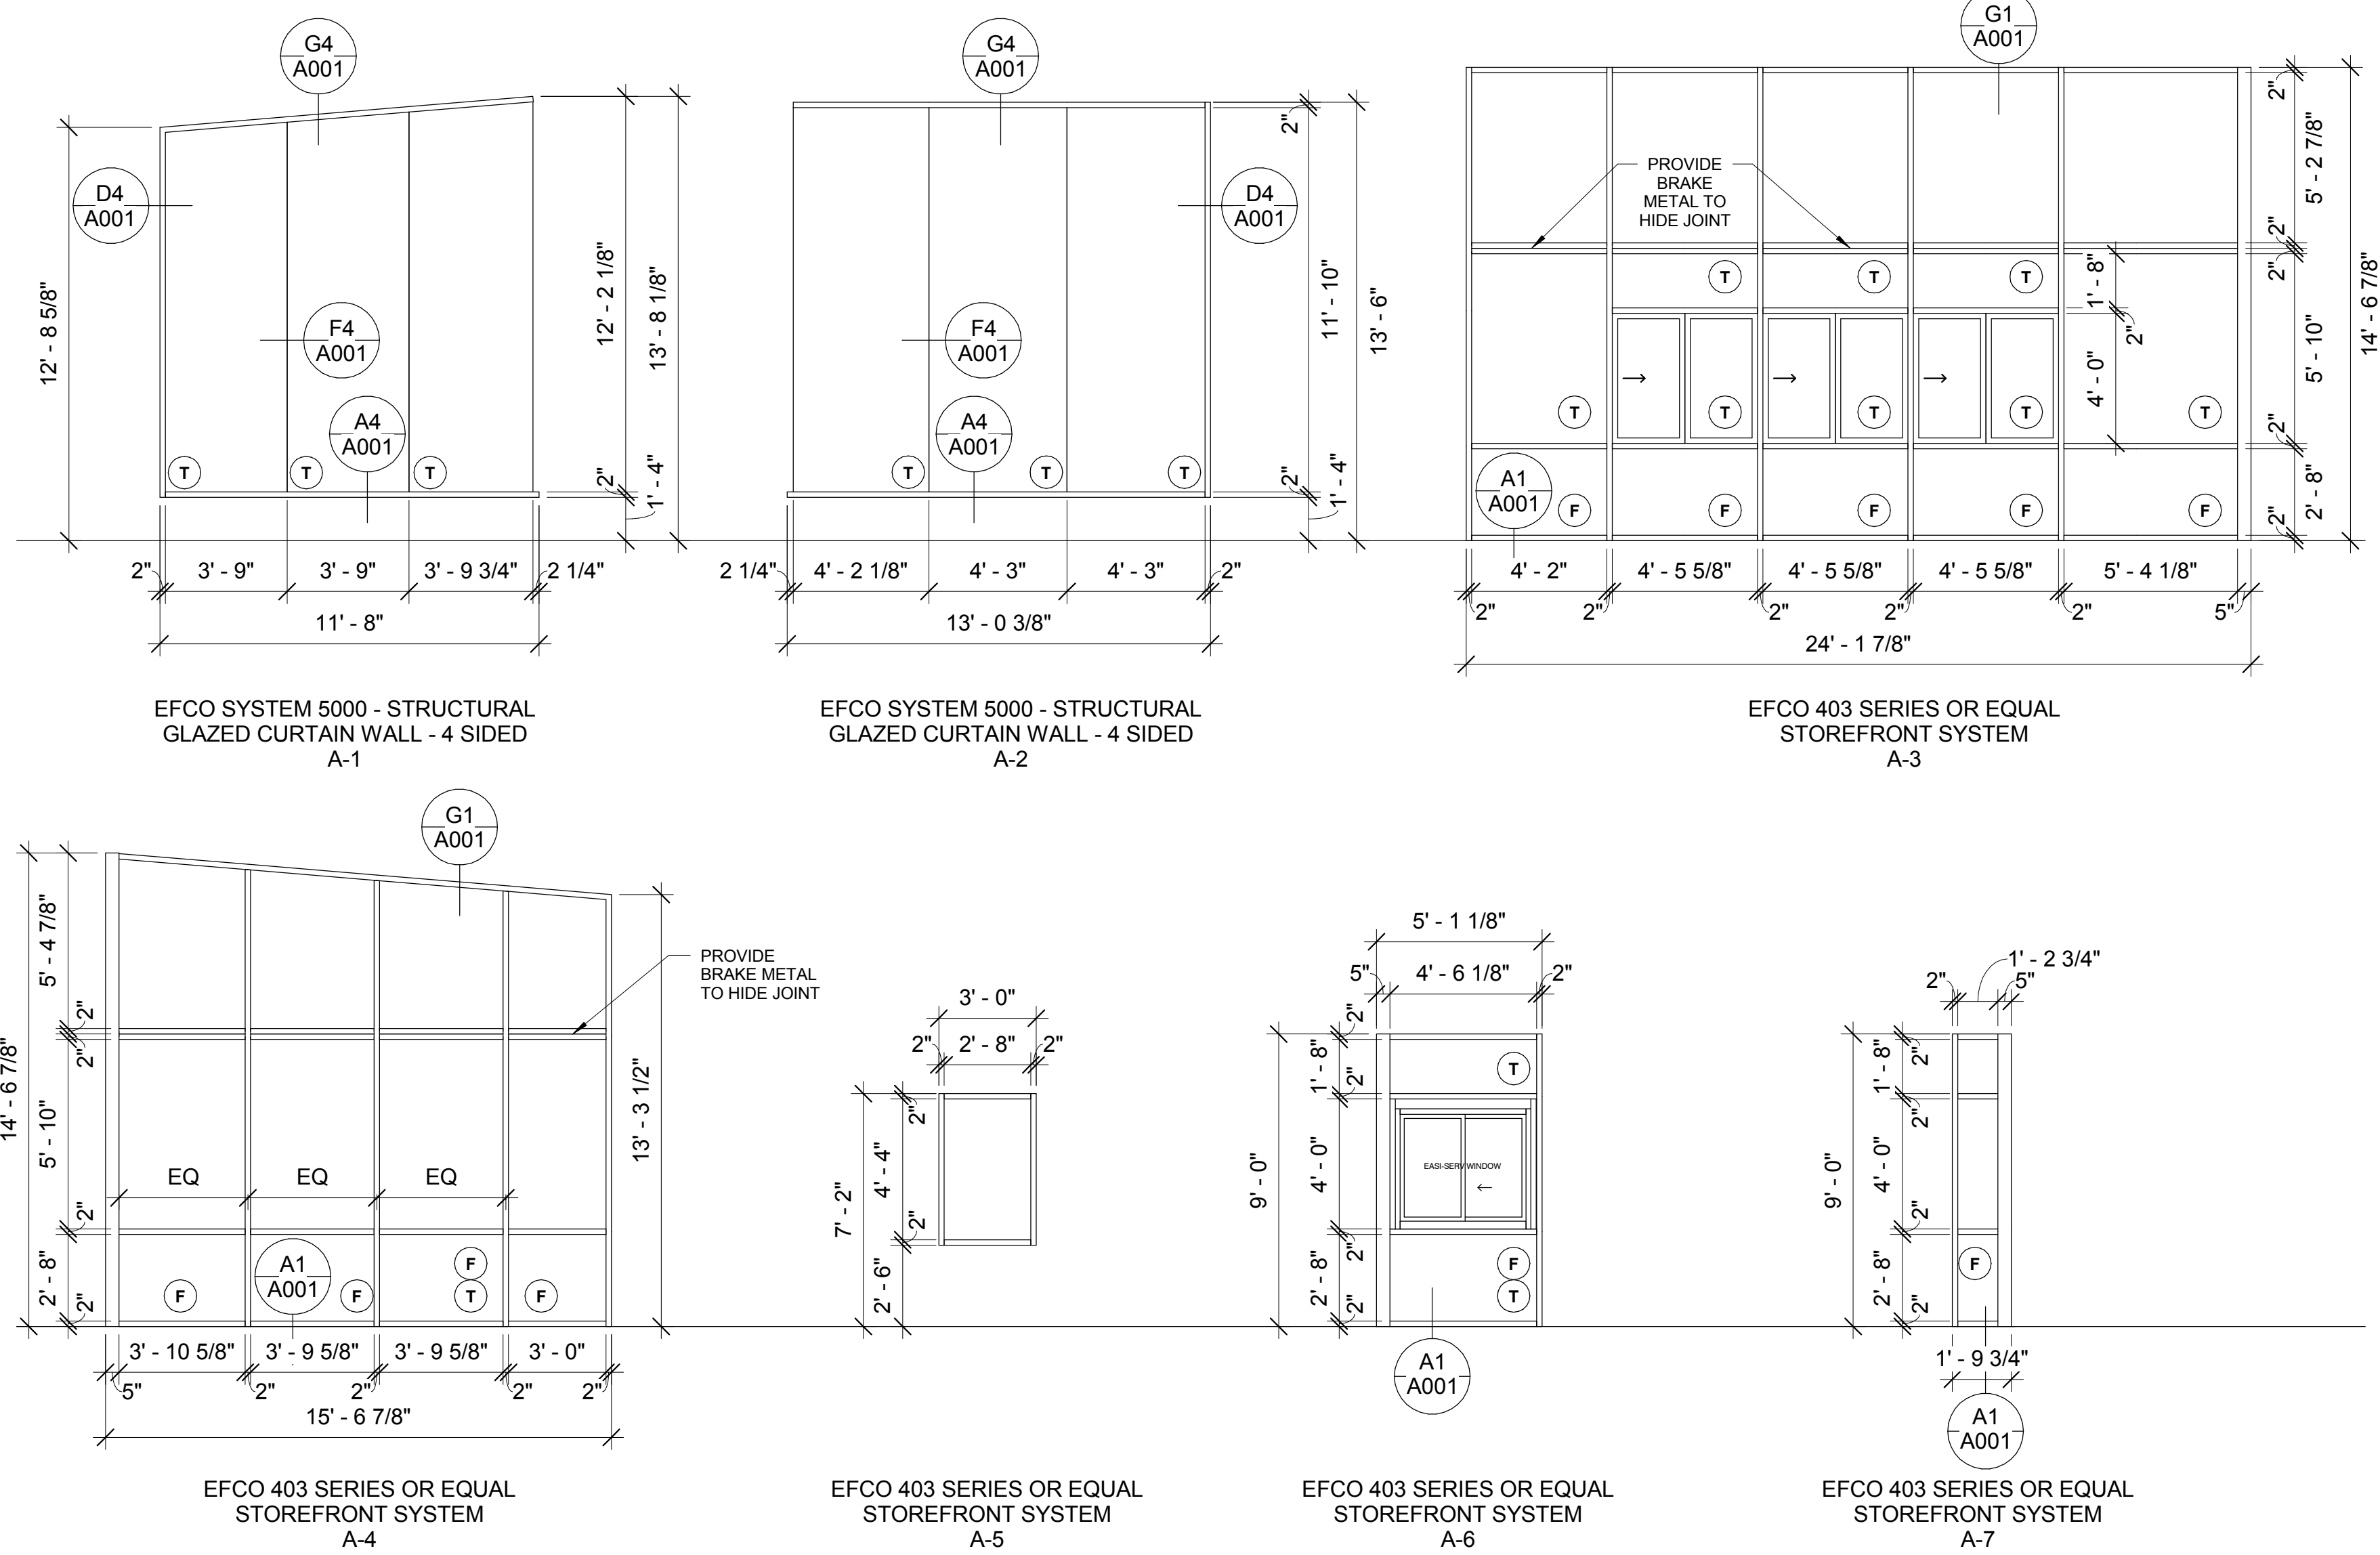 G4
A001
D4
A001
F4
A001
A4
A001
T
T
T
12' - 8 5/8"
12' - 2 1/8"
13' - 8 1/8"
2"
1' - 4"
2"
3' - 9"
3' - 9"
3' - 9 3/4"
2 1/4"
11' - 8"
EFCO SYSTEM 5000 - STRUCTURAL
GLAZED CURTAIN WALL - 4 SIDED
A-1
G4
A001
D4
A001
F4
A001
A4
A001
T
T
T
2"
11' - 10"
13' - 6"
2"
1' - 4"
2 1/4"
4' - 2 1/8"
4' - 3"
4' - 3"
2"
13' - 0 3/8"
EFCO SYSTEM 5000 - STRUCTURAL
GLAZED CURTAIN WALL - 4 SIDED
A-2
G1
A001
PROVIDE
BRAKE
METAL TO
HIDE JOINT
T
T
T
T
T
T
T
T
A1
A001
F
F
F
F
F
1' - 8"
2"
4' - 0"
2"
5' - 2 7/8"
2"
2"
5' - 10"
2"
2' - 8"
2"
14' - 6 7/8"
4' - 2"
4' - 5 5/8"
4' - 5 5/8"
4' - 5 5/8"
5' - 4 1/8"
2"
2"
2"
2"
2"
5"
24' - 1 7/8"
EFCO 403 SERIES OR EQUAL
STOREFRONT SYSTEM
A-3
G1
A001
PROVIDE
BRAKE METAL
TO HIDE JOINT
14' - 6 7/8"
5' - 4 7/8"
2"
2"
5' - 10"
2"
2' - 8"
2"
13' - 3 1/2"
EQ
EQ
EQ
A1
A001
F
F
F
T
F
3' - 10 5/8"
3' - 9 5/8"
3' - 9 5/8"
3' - 0"
5"
2"
2"
2"
2"
15' - 6 7/8"
EFCO 403 SERIES OR EQUAL
STOREFRONT SYSTEM
A-4
3' - 0"
2"
2' - 8"
2"
7' - 2"
2"
4' - 4"
2"
2' - 6"
EFCO 403 SERIES OR EQUAL
STOREFRONT SYSTEM
A-5
5' - 1 1/8"
5"
4' - 6 1/8"
2"
9' - 0"
2"
1' - 8"
2"
4' - 0"
2"
2' - 8"
2"
T
EASI-SERV WINDOW
F
T
A1
A001
EFCO 403 SERIES OR EQUAL
STOREFRONT SYSTEM
A-6
1' - 2 3/4"
2"
5"
9' - 0"
2"
1' - 8"
2"
4' - 0"
2"
2' - 8"
2"
F
1' - 9 3/4"
A1
A001
EFCO 403 SERIES OR EQUAL
STOREFRONT SYSTEM
A-7